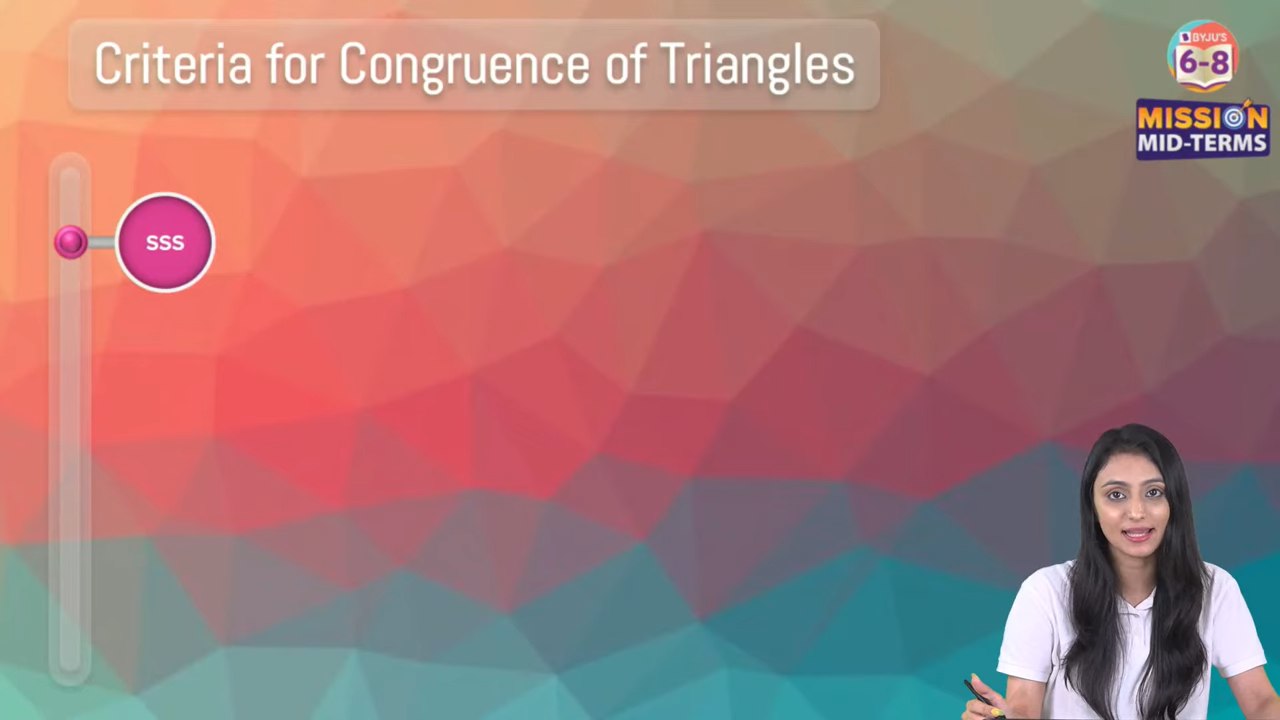 Criteria for Congruence of Triangles
BYJU'S
6-8
MISSION
MID-TERMS
SSS